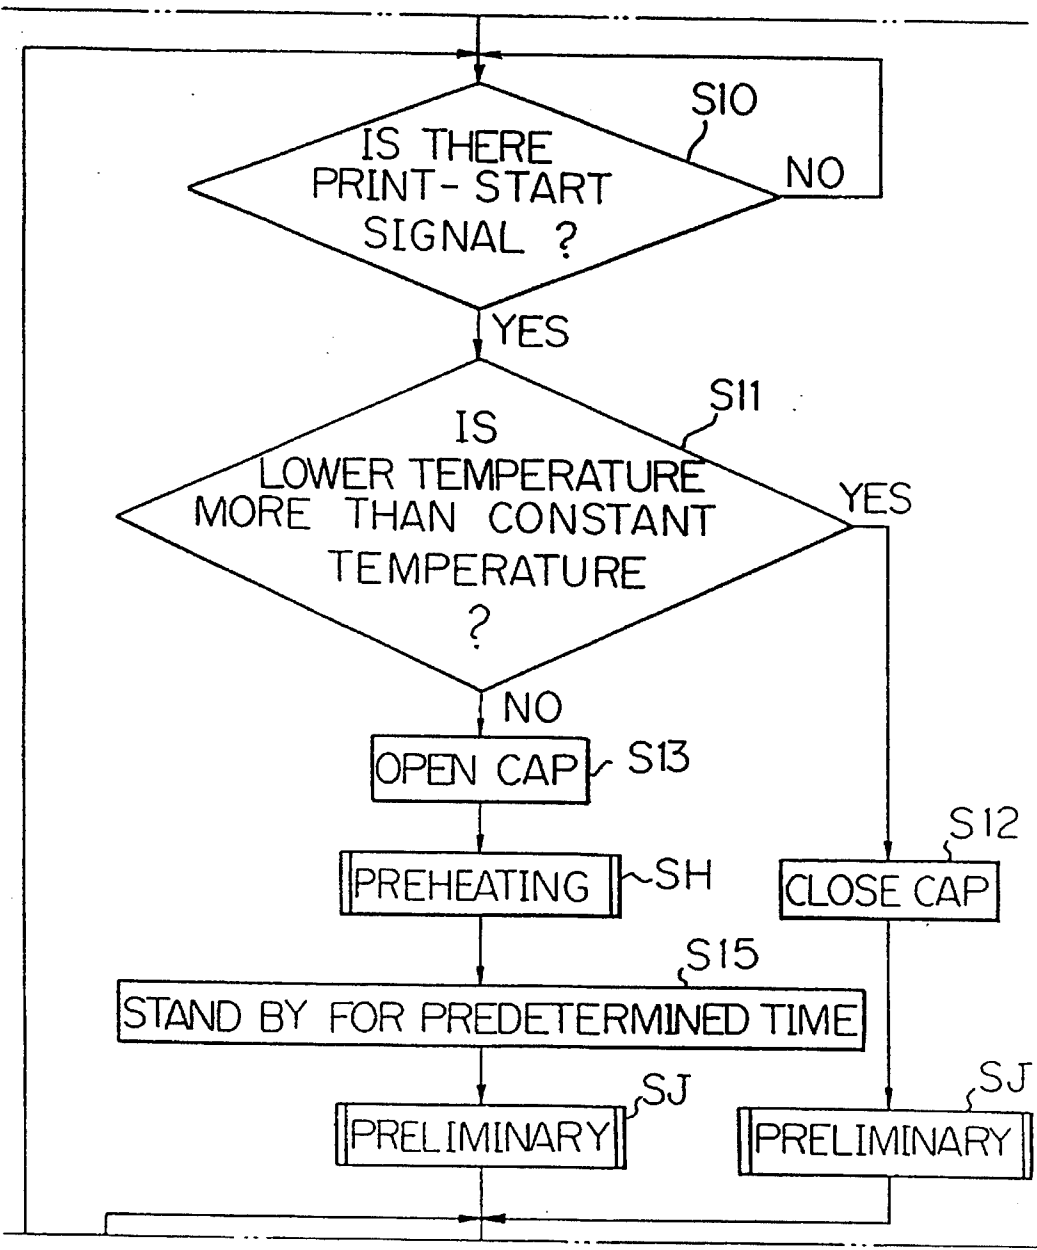 S10
IS THERE
PRINT-START
SIGNAL ?
NO
YES
S11
IS
LOWER TEMPERATURE
MORE THAN CONSTANT
TEMPERATURE
?
YES
NO
OPEN CAP
S13
S12
PREHEATING
SH
CLOSE CAP
S15
STAND BY FOR PREDETERMINED TIME
SJ
PRELIMINARY
SJ
PRELIMINARY